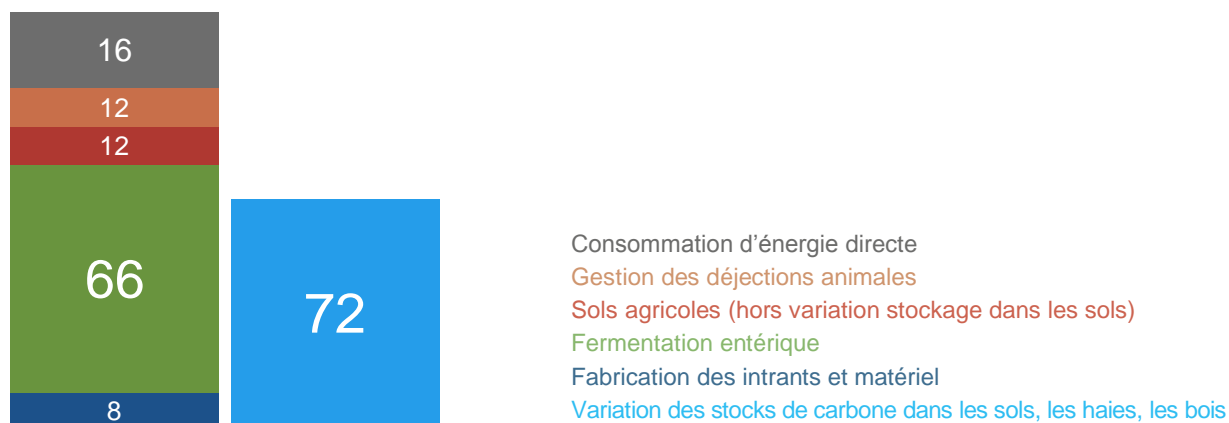 16
12
12
66
8
72
Consommation d’énergie directe
Gestion des déjections animales
Sols agricoles (hors variation stockage dans les sols)
Fermentation entérique
Fabrication des intrants et matériel
Variation des stocks de carbone dans les sols, les haies, les bois